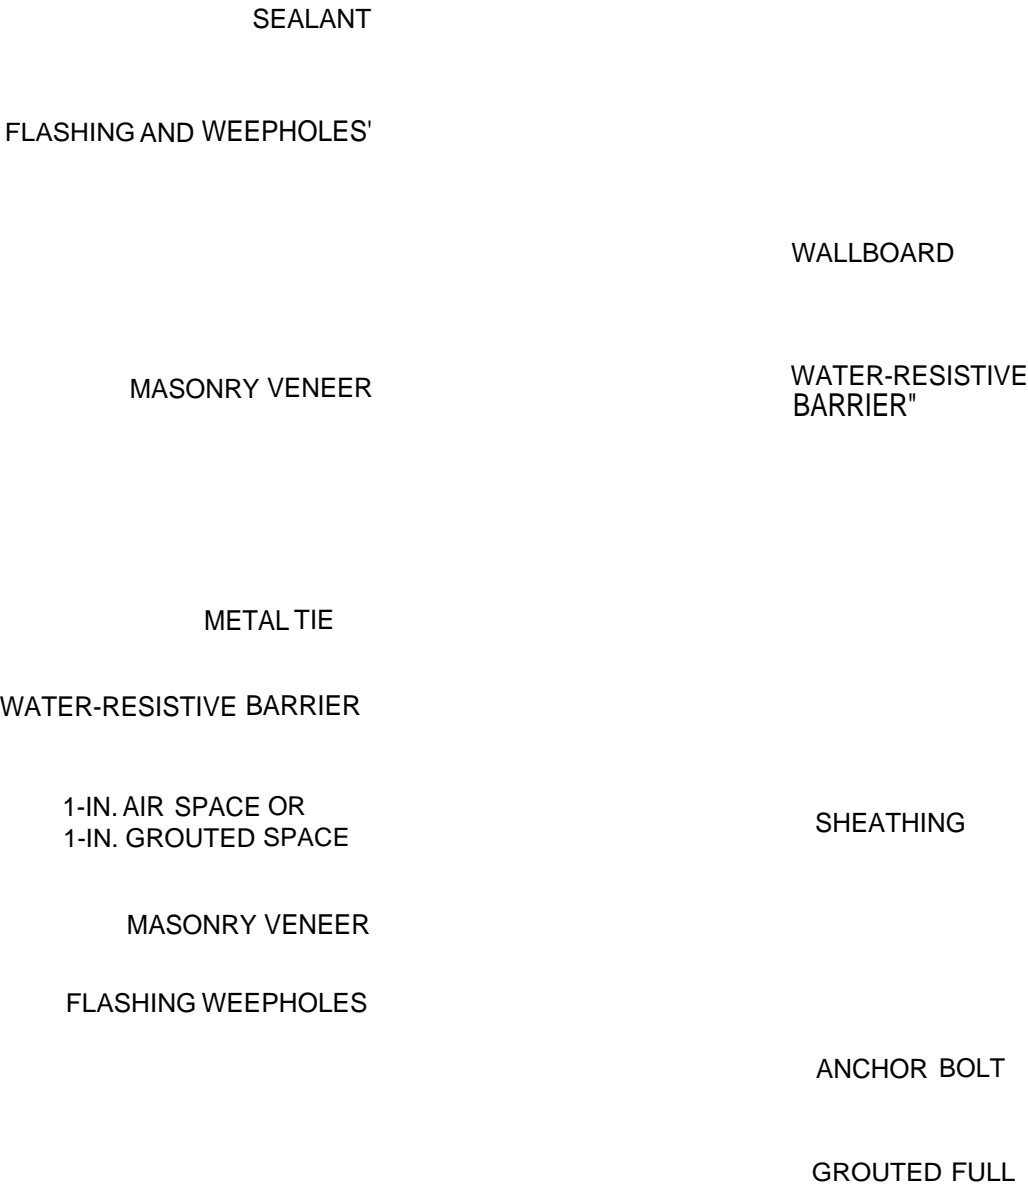 SEALANT
FLASHING AND WEEPHOLES'
WALLBOARD
MASONRY VENEER
WATER-RESISTIVE
BARRIER"
METAL TIE
WATER-RESISTIVE BARRIER
1-IN. AIR SPACE OR
1-IN. GROUTED SPACE
SHEATHING
MASONRY VENEER
FLASHING WEEPHOLES
ANCHOR BOLT
GROUTED FULL